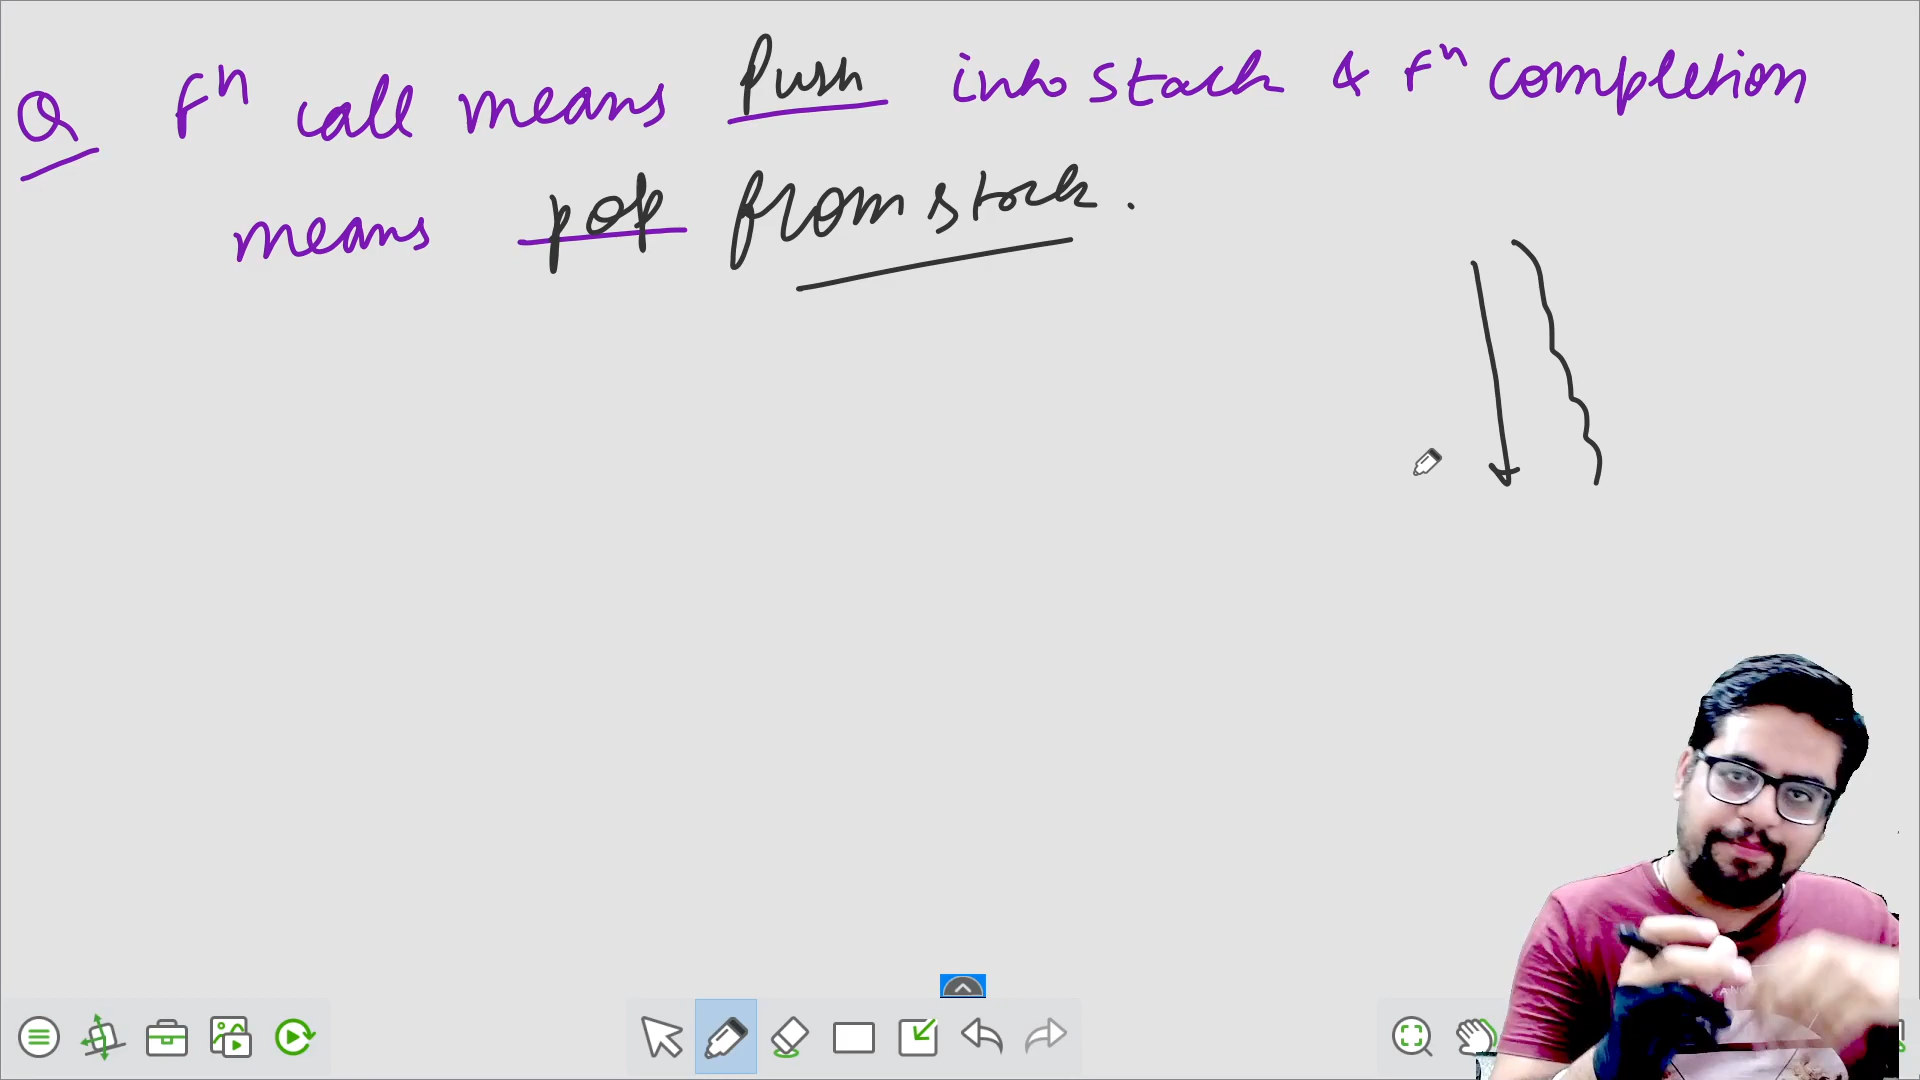 Q Fⁿ call means Push into stack & Fⁿ completion
means pop from stack.